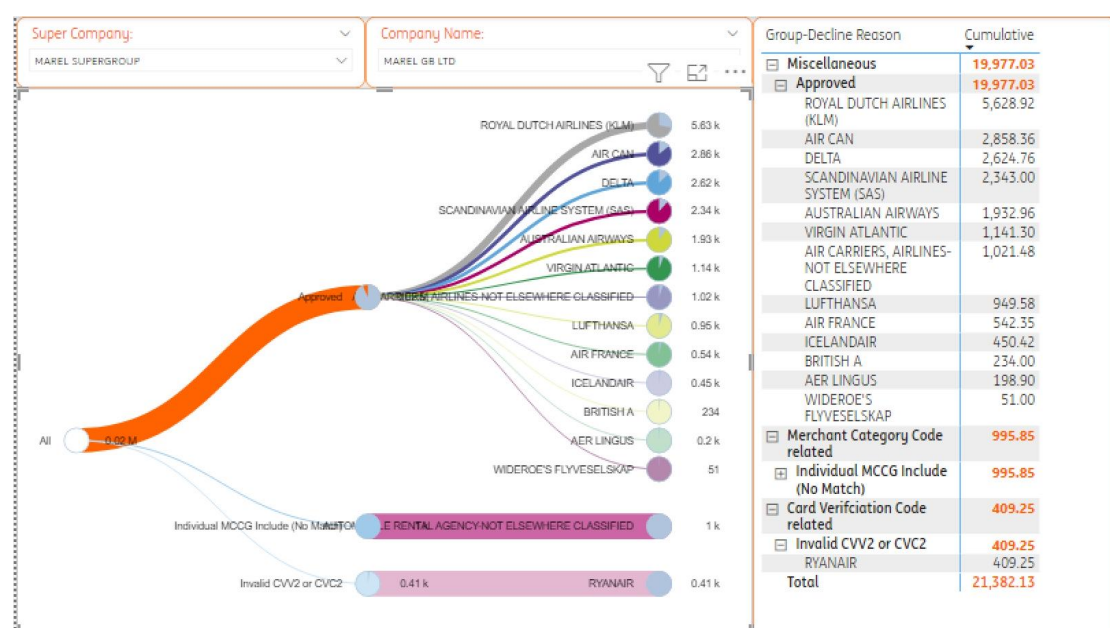 Super Company:
MAREL SUPERGROUP
Company Name:
MAREL GB LTD
ROYAL DUTCH AIRLINES (KLM) 5.63 k
AIR CAN 2.86 k
DELTA 2.62 k
SCANDINAVIAN AIRLINE SYSTEM (SAS) 2.34 k
AUSTRALIAN AIRWAYS 1.93 k
VIRGIN ATLANTIC 1.14 k
Approved AIRLINES-NOT ELSEWHERE CLASSIFIED 1.02 k
LUFTHANSA 0.95 k
AIR FRANCE 0.54 k
ICELANDAIR 0.45 k
BRITISH A 234
All 0.02 M AER LINGUS 0.2 k
WIDEROE'S FLYVESELSKAP 51
Individual MCCG Include (No RENTAL AGENCY-NOT ELSEWHERE CLASSIFIED 1 k
Invalid CVV2 or CVC2 0.41 k RYANAIR 0.41 k
Group-Decline Reason Cumulative
Miscellaneous 19,977.03
Approved 19,977.03
ROYAL DUTCH AIRLINES 5,628.92
(KLM)
AIR CAN 2,858.36
DELTA 2,624.76
SCANDINAVIAN AIRLINE 2,343.00
SYSTEM (SAS)
AUSTRALIAN AIRWAYS 1,932.96
VIRGIN ATLANTIC 1,141.30
AIR CARRIERS, AIRLINES- 1,021.48
NOT ELSEWHERE
CLASSIFIED
LUFTHANSA 949.58
AIR FRANCE 542.35
ICELANDAIR 450.42
BRITISH A 234.00
AER LINGUS 198.90
WIDEROE'S 51.00
FLYVESELSKAP
Merchant Category Code 995.85
related
Individual MCCG Include 995.85
(No Match)
Card Verifciation Code 409.25
related
Invalid CVV2 or CVC2 409.25
RYANAIR 409.25
Total 21,382.13